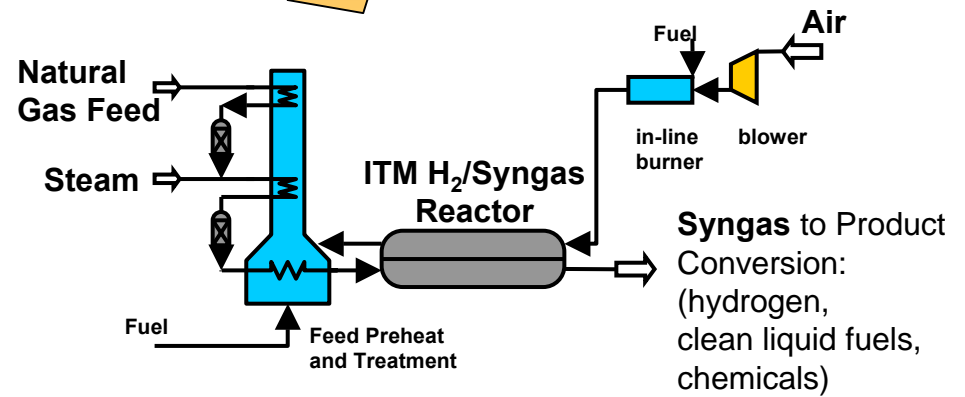 Air
Fuel
Natural
Gas Feed
in-line
burner
blower
Steam
ITM H₂/Syngas
Reactor
Syngas to Product
Conversion:
(hydrogen,
clean liquid fuels,
chemicals)
Fuel
Feed Preheat
and Treatment